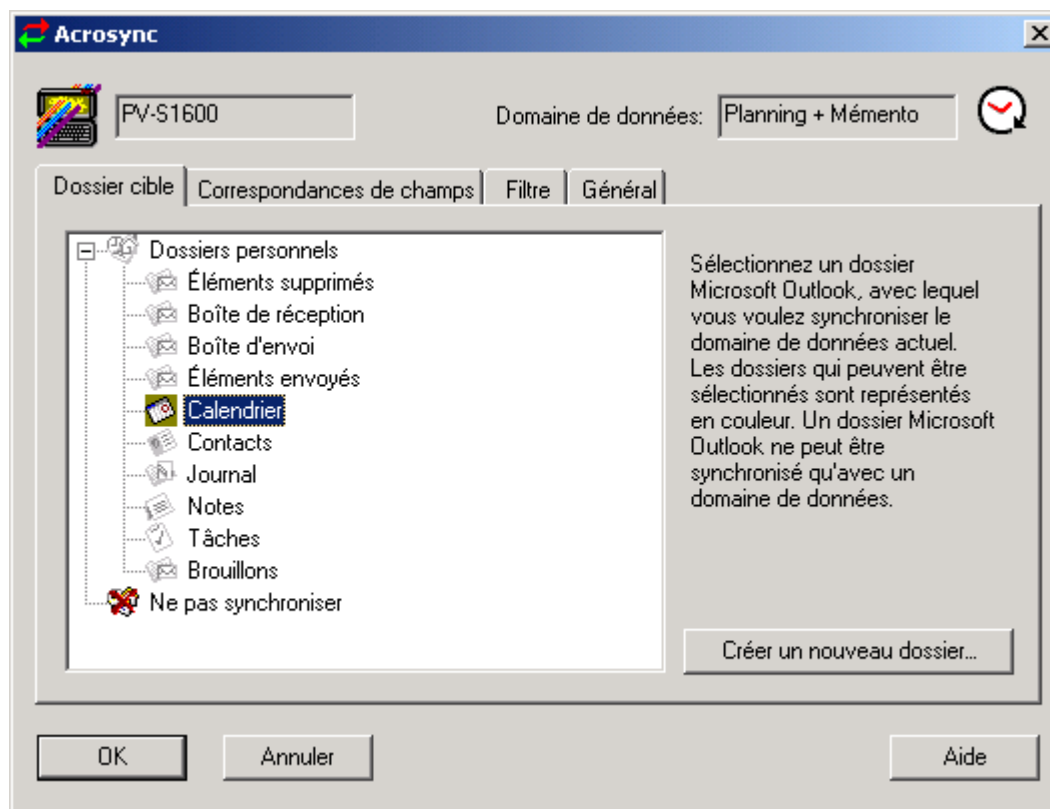 Acrosync
PV-S1600
Domaine de données:
Planning + Mémento
Dossier cible
Correspondances de champs
Filtre
Général
Dossiers personnels
Éléments supprimés
Boîte de réception
Boîte d'envoi
Éléments envoyés
Calendrier
Contacts
Journal
Notes
Tâches
Brouillons
Ne pas synchroniser
Sélectionnez un dossier
Microsoft Outlook, avec lequel
vous voulez synchroniser le
domaine de données actuel.
Les dossiers qui peuvent être
sélectionnés sont représentés
en couleur. Un dossier Microsoft
Outlook ne peut être
synchronisé qu'avec un
domaine de données.
Créer un nouveau dossier...
OK
Annuler
Aide